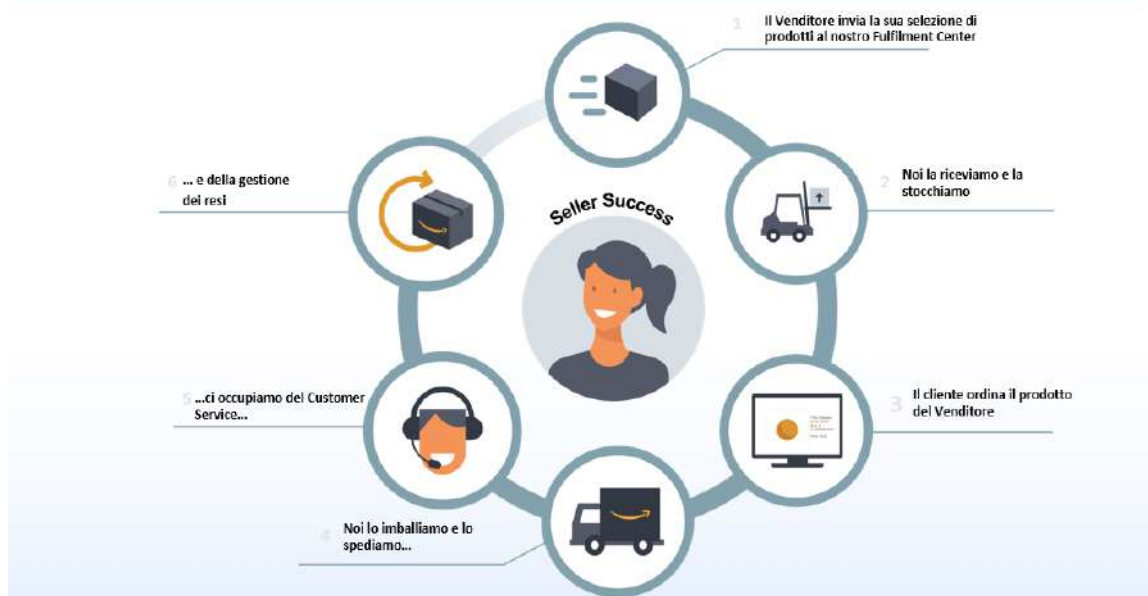 1 Il Venditore invia la sua selezione di
prodotti al nostro Fulfilment Center
2 Noi la riceviamo e la
stocchiamo
3 Il cliente ordina il prodotto
del Venditore
4 Noi lo imballiamo e lo
spediamo...
5 ...ci occupiamo del Customer
Service...
6 ... e della gestione
dei resi
Seller Success